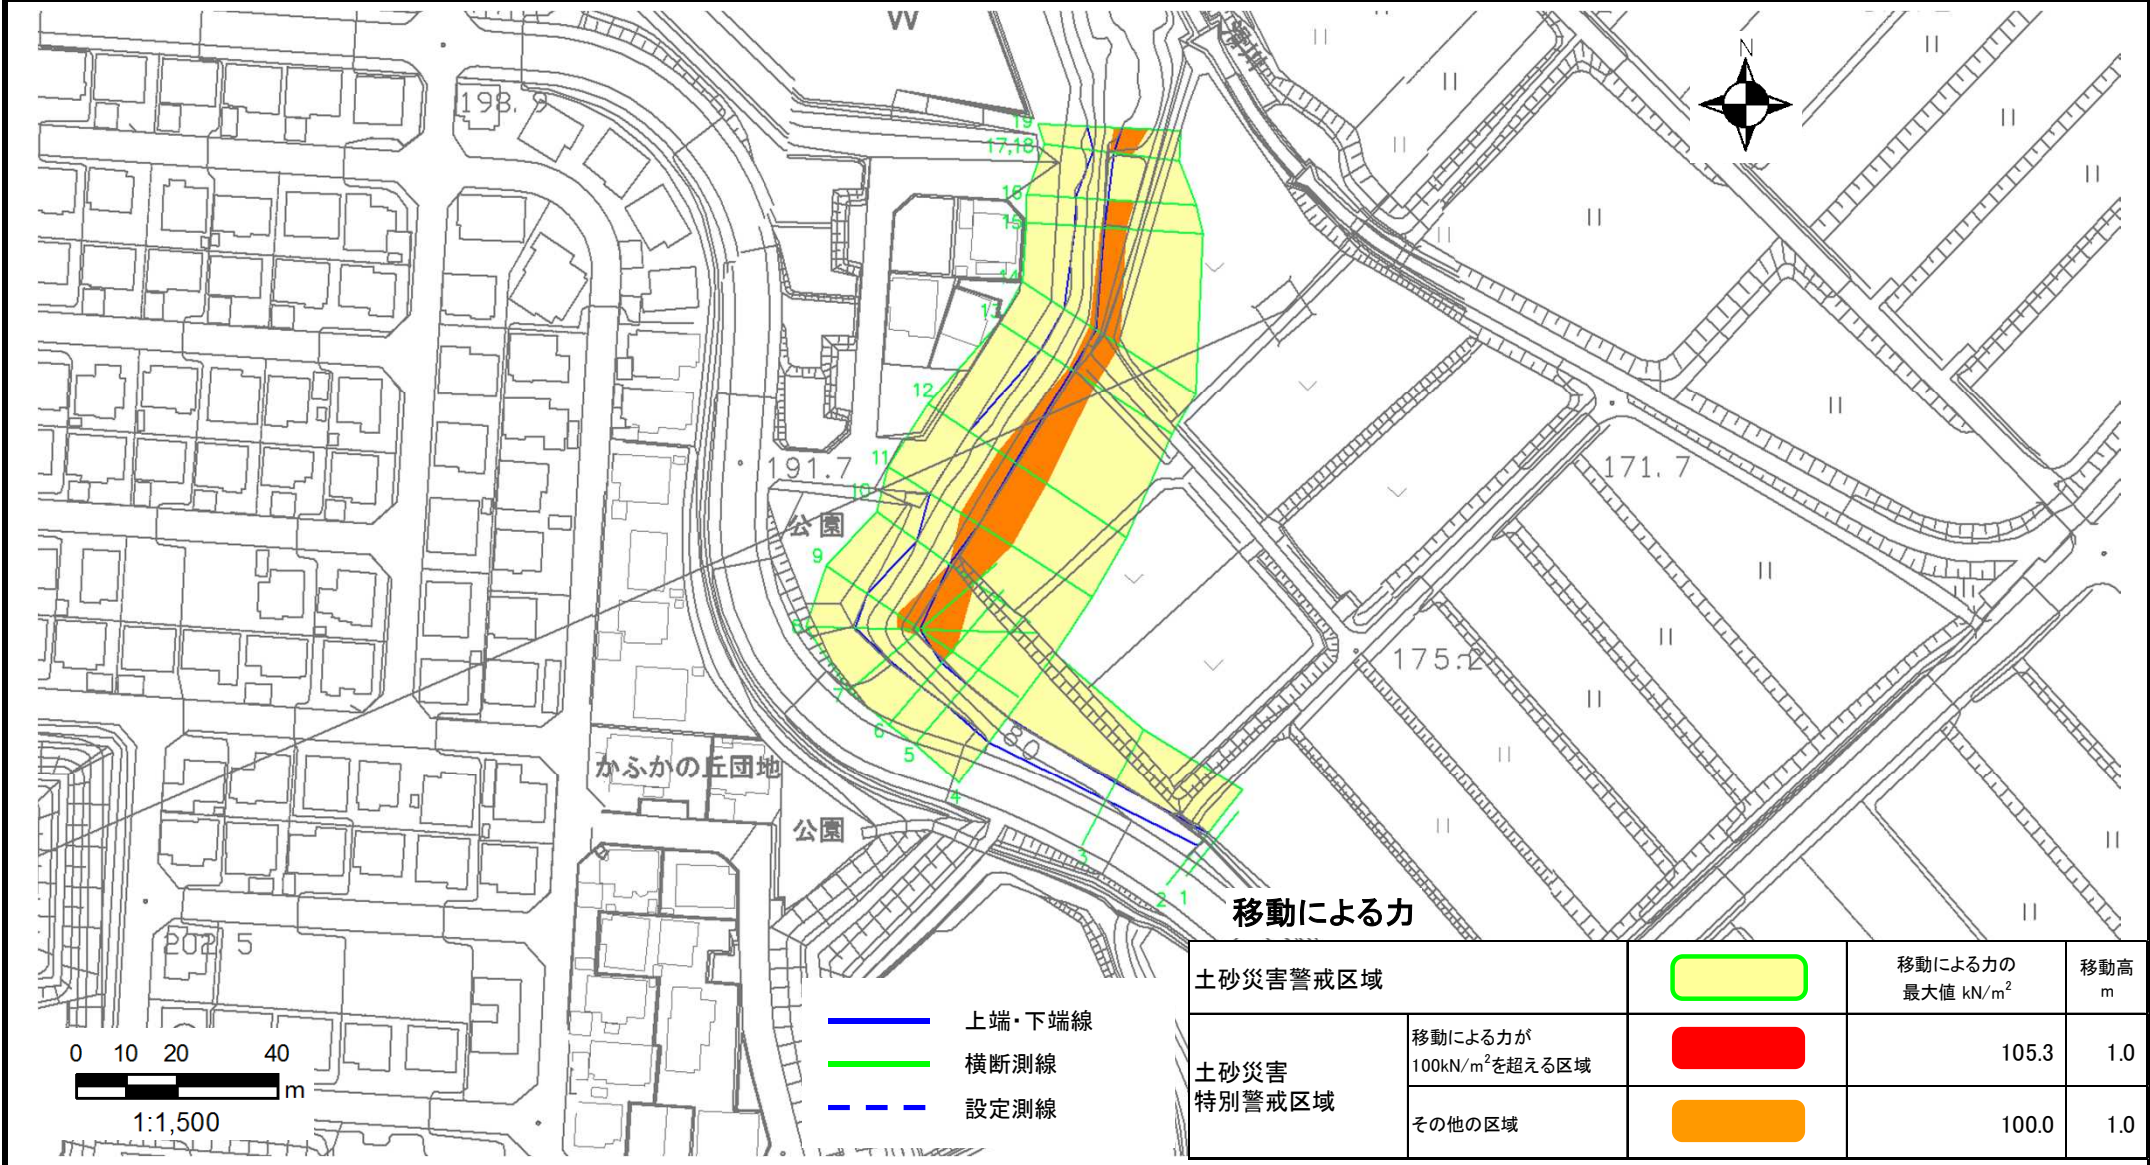 W
N
198.9
19
17,18
16
15
14
13
12
11
10
9
8
7
6
5
4
3
2 1
191.7
公園
171.7
175.2
80
かふかの丘団地
公園
202.5
移動による力
土砂災害警戒区域
移動による力の
最大値 kN/m²
移動高
m
土砂災害
特別警戒区域
移動による力が
100kN/m²を超える区域
105.3
1.0
その他の区域
100.0
1.0
上端・下端線
横断測線
設定測線
0 10 20 40
m
1:1,500